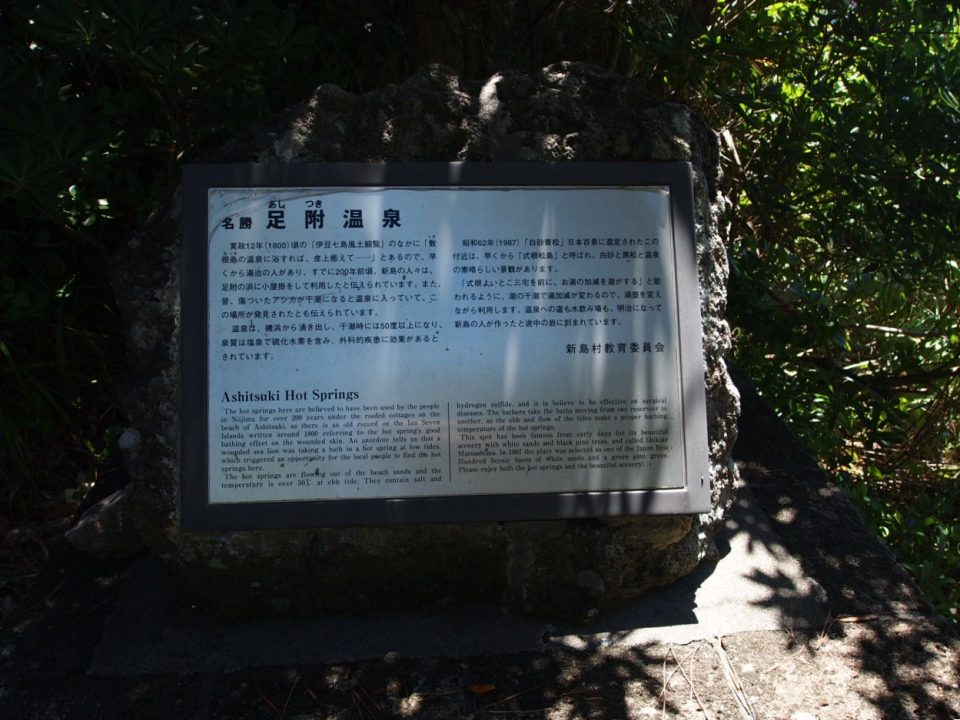 名勝 足附温泉
あし つき
寛政12年(1800)頃の「伊豆七島風土細覧」のなかに「敷
根島の温泉に浴すれば、皮上癒えて……」とあるので、早
くから湯治の人があり、すでに200年前頃、新島の人々は、
足附の浜に小屋掛をして利用したと伝えられています。また、
昔、傷ついたアシカが干潮になると温泉に入っていて、こ
の場所が発見されたとも伝えられています。
温泉は、磯浜から湧き出し、干潮時には50度以上になり、
泉質は塩泉で硫化水素を含み、外科的疾患に効果があると
されています。
昭和62年(1987)「白砂青松」日本百景に選定されたこの
付近は、早くから「式根松島」と呼ばれ、白砂と黒松と温泉
の素晴らしい景観があります。
「式根よいとこ三宅を前に、お湯の加減を潮がする」と歌
われるように、潮の干潮で湯加減が変わるので、湯壺を変え
ながら利用します。温泉への道も水飲み場も、明治になって
新島の人が作ったと途中の岩に刻まれています。
新島村教育委員会
Ashitsuki Hot Springs
The hot springs here are believed to have been used by the people
in Niijima for over 200 years under the roofed cottages on the
beach of Ashitsuki, as there is an old record on the Izu Seven
Islands written around 1800 referring to the hot spring's good
bathing effect on the wounded skin. An anecdote tells us that a
wounded sea lion was taking a bath in a hot spring at low tides,
which triggered an opportunity for the local people to find the hot
springs here.
The hot springs are flowing out of the beach sands and the
temperature is over 50℃ at ebb tide. They contain salt and
hydrogen sulfide, and it is believe to be effective on surgical
diseases. The bathers take the baths moving from one reservoir to
another, as the ebb and flow of the tides make a proper bathing
temperature of the hot springs.
This spot has been famous from early days for its beautiful
scenery with white sands and black pine trees, and called Shikine
Matsushima. In 1987 the place was selected as one of the Japan Best
Hundred Scenic Spots of white sands and a green pine grove.
Please enjoy both the hot springs and the beautiful scenery!